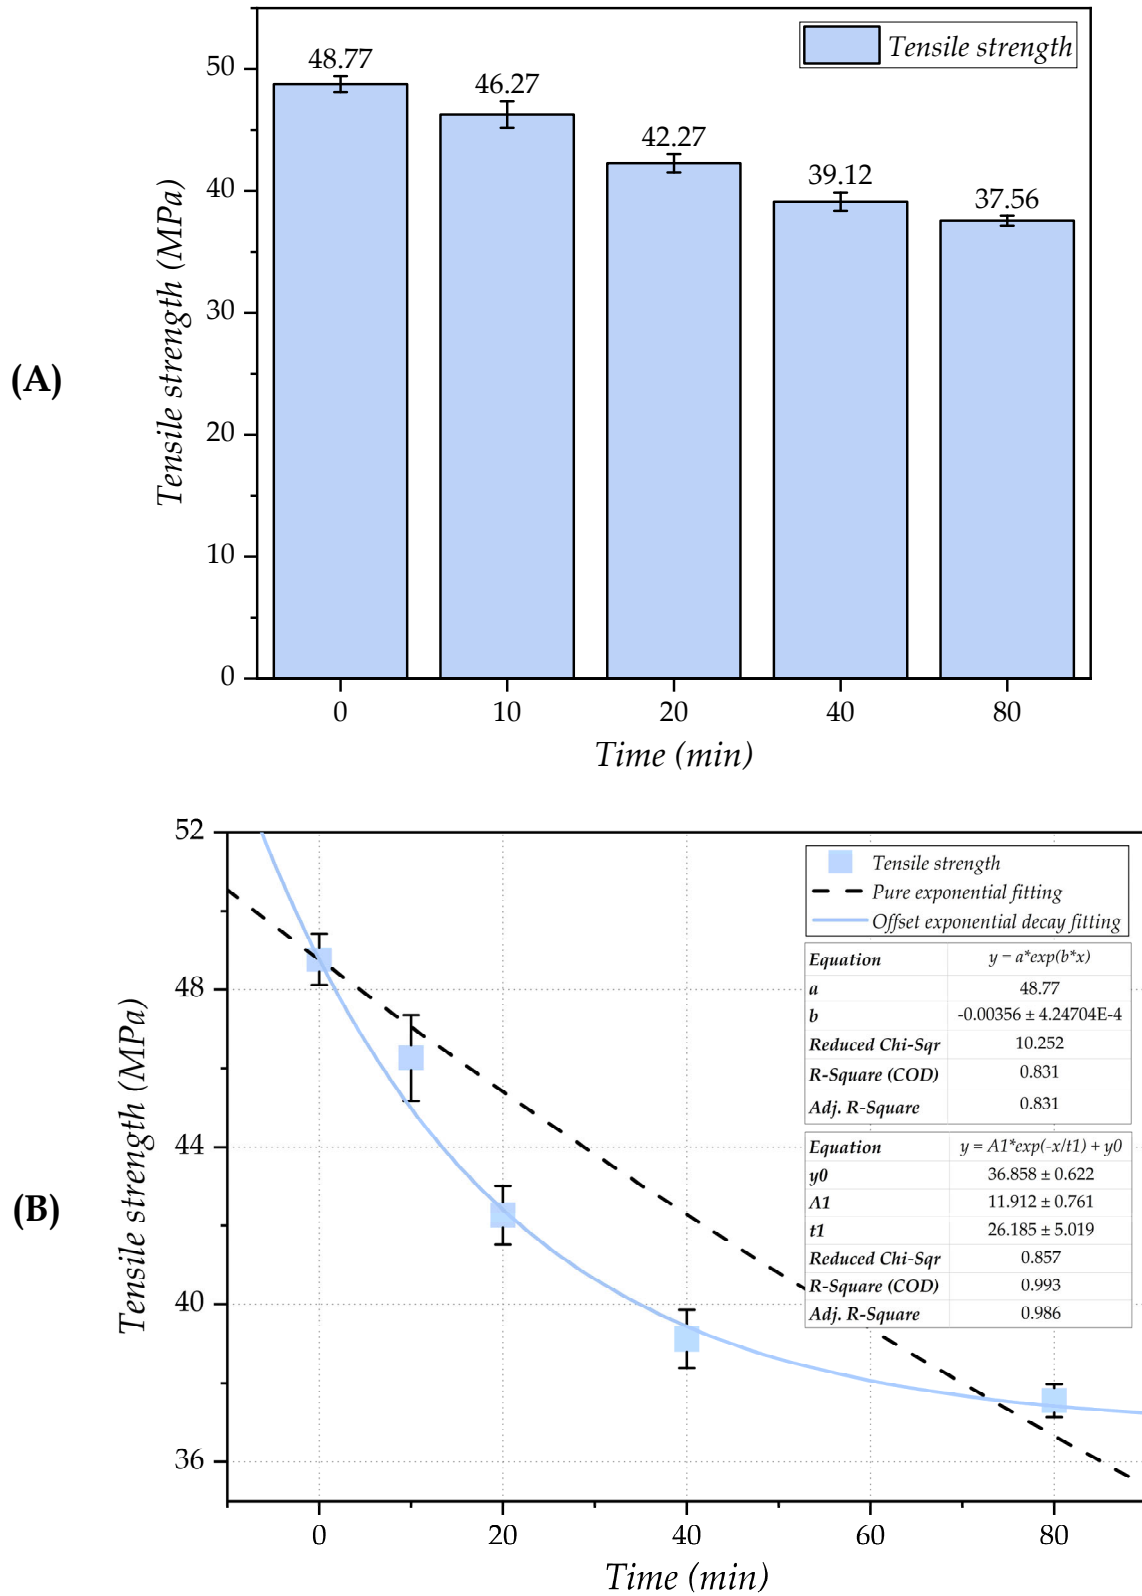 (A)
Tensile strength (MPa)
50
40
30
20
10
0
Tensile strength
48.77
46.27
42.27
39.12
37.56
0 10 20 40 80
Time (min)
(B)
Tensile strength (MPa)
52
48
44
40
36
Tensile strength
Pure exponential fitting
Offset exponential decay fitting
Equation y = a*exp(b*x)
a 48.77
b -0.00356 ± 4.24704E-4
Reduced Chi-Sqr 10.252
R-Square (COD) 0.831
Adj. R-Square 0.831
Equation y = A1*exp(-x/t1) + y0
y0 36.858 ± 0.622
A1 11.912 ± 0.761
t1 26.185 ± 5.019
Reduced Chi-Sqr 0.857
R-Square (COD) 0.993
Adj. R-Square 0.986
0 20 40 60 80
Time (min)